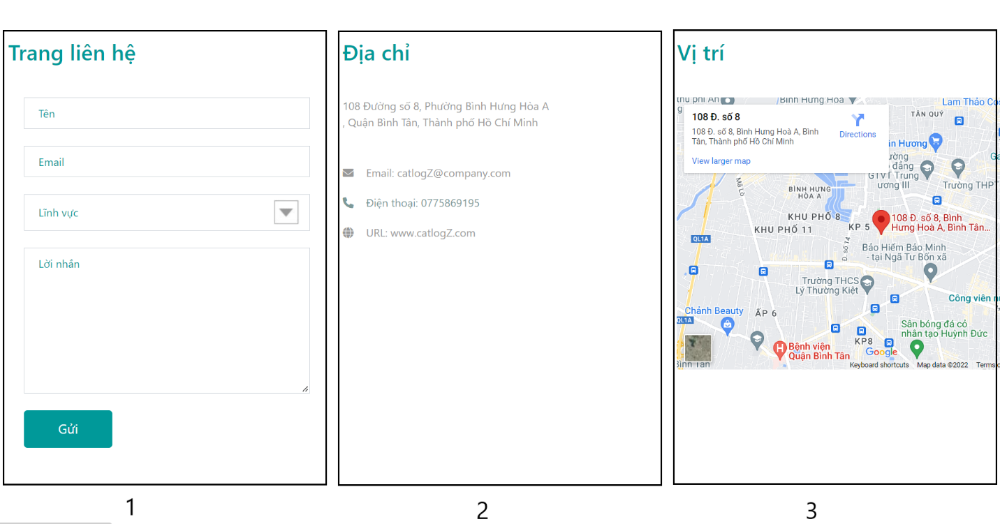 Trang liên hệ
Tên
Email
Lĩnh vực
Lời nhắn
Gửi
1
Địa chỉ
108 Đường số 8, Phường Bình Hưng Hòa A
, Quận Bình Tân, Thành phố Hồ Chí Minh
Email: catlogZ@company.com
Điện thoại: 0775869195
URL: www.catlogZ.com
2
Vị trí
Bình Hưng Hoà
Lam Thảo Cos
108 Đ. số 8
108 Đ. số 8, Bình Hưng Hoà A, Bình
Tân, Thành phố Hồ Chí Minh
Directions
View larger map
TÂN QUÝ
ân Hương
ường
đẳng
GTVT Trung
ương III
Trường THPT
Mã Lò
BÌNH HƯNG
HÒA A
KHU PHỐ 8
KHU PHỐ 11
KP 5
108 Đ. số 8, Bình
Hưng Hoà A, Bình Tân...
QL1A
Đ. số 14
Bảo Hiểm Bảo Minh
- tại Ngã Tư Bốn xã
Trường THCS
Lý Thường Kiệt
Công viên
Chánh Beauty
ẤP 6
QL1A
Sân bóng đá cỏ
nhân tạo Huỳnh Đức
KP8
Bệnh viện
Quận Bình Tân
Google
Bình Tân
Keyboard shortcuts
Map data ©2022
Terms o
3